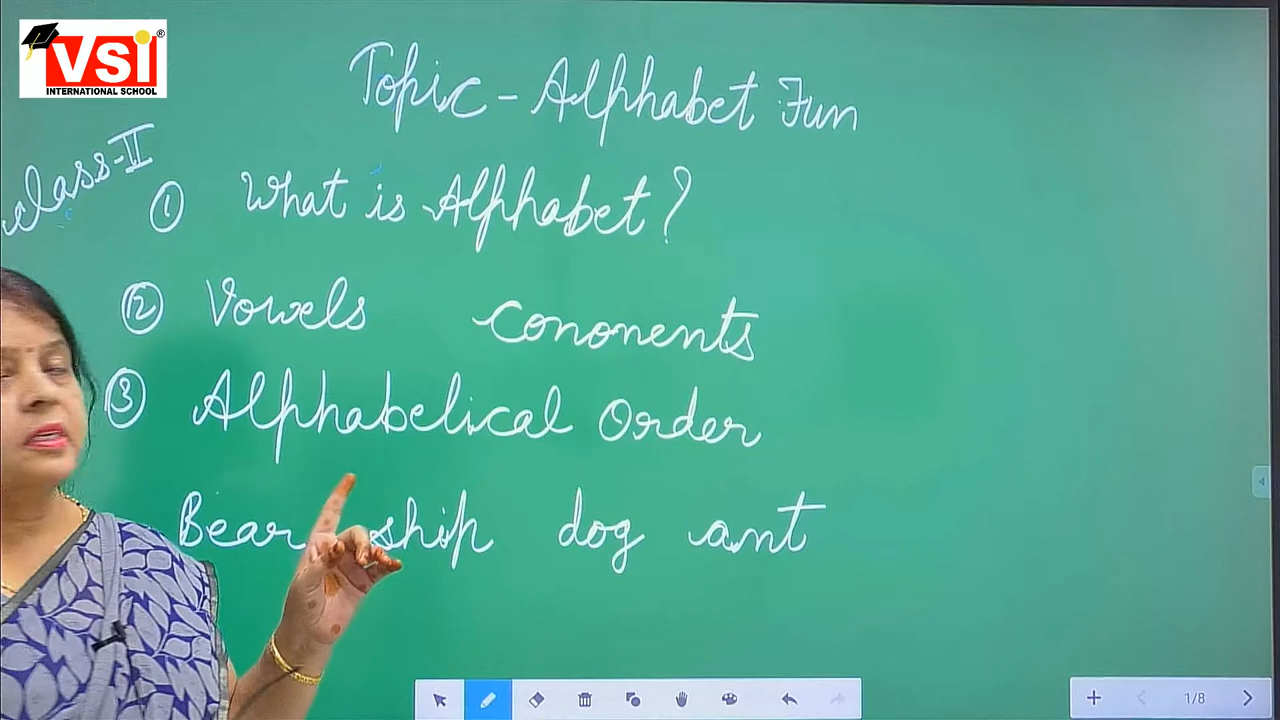 VSI®
INTERNATIONAL SCHOOL
Topic - Alphabet Fun
Class-II
① What is Alphabet?
② Vowels cononents
③ Alphabelical Order
Bear ship dog ant
1/8